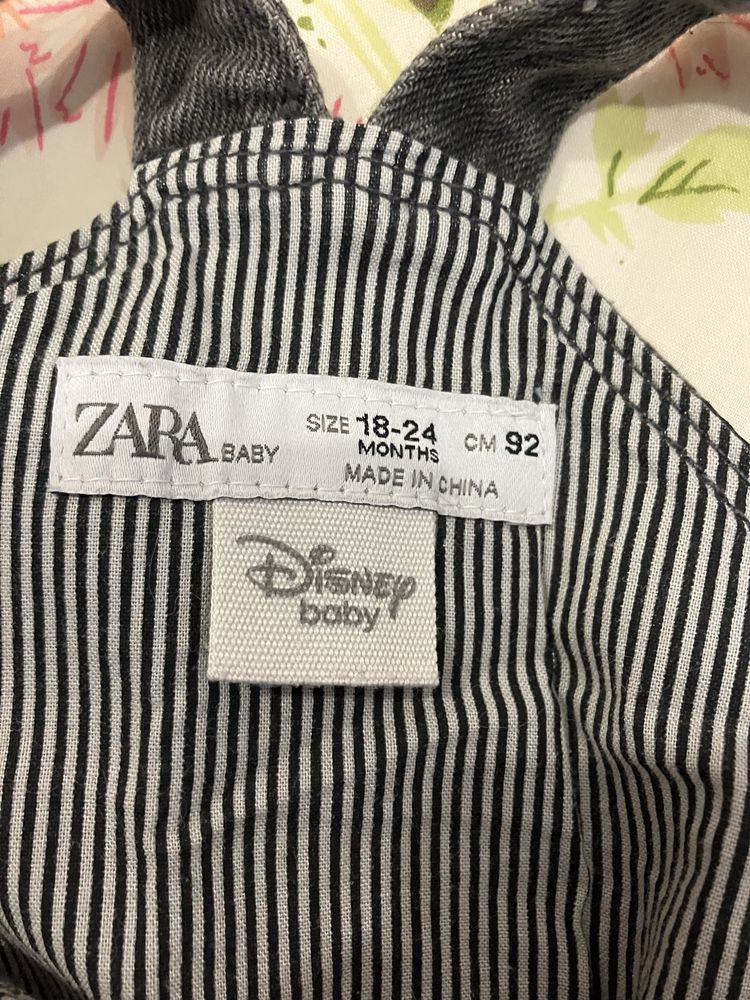 ZARA BABY SIZE 18-24 CM 92
MONTHS
MADE IN CHINA
Disney
baby